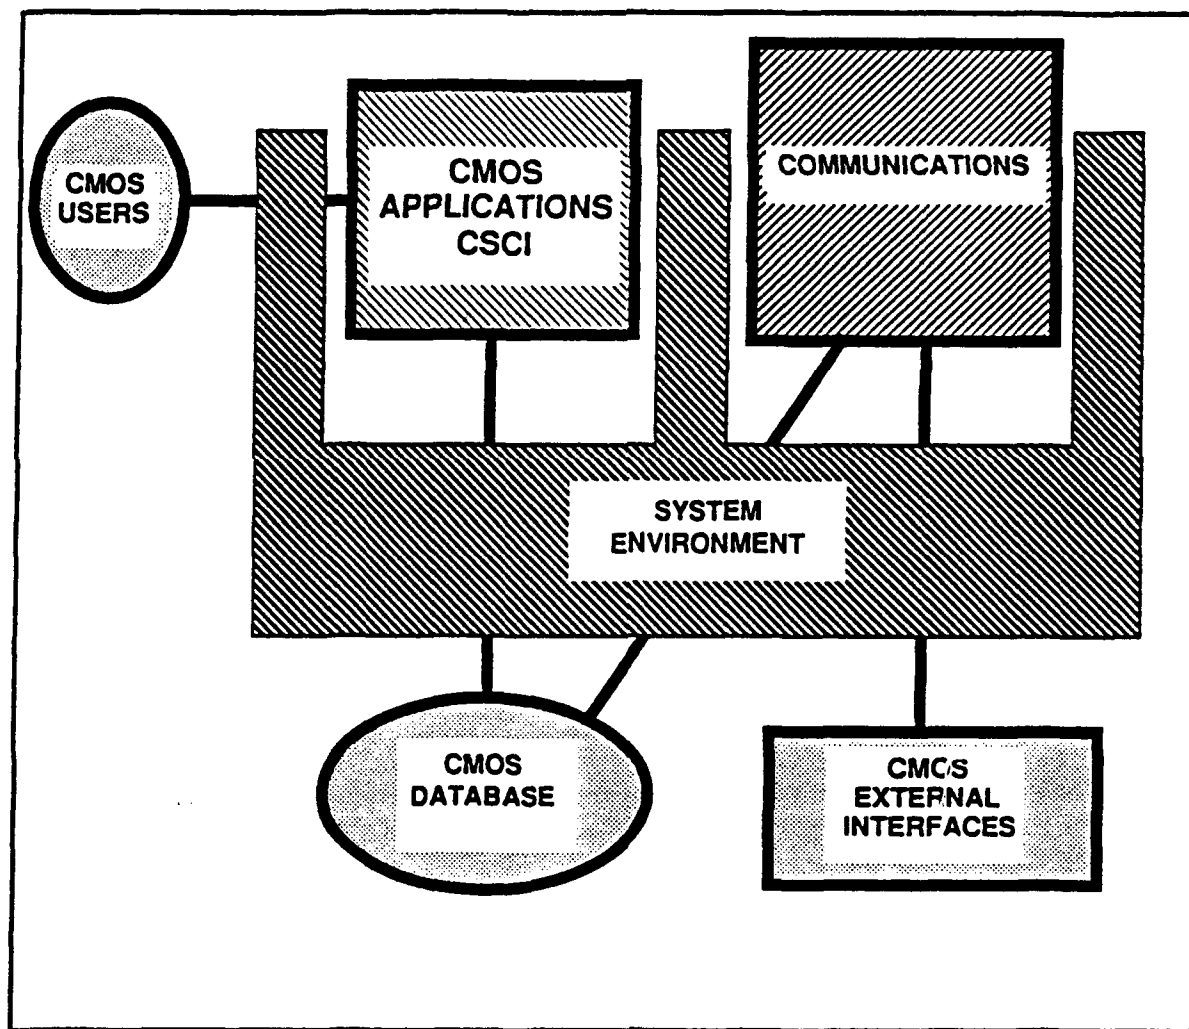 CMOS
USERS
CMOS
APPLICATIONS
CSCI
COMMUNICATIONS
SYSTEM
ENVIRONMENT
CMOS
DATABASE
CMOS
EXTERNAL
INTERFACES